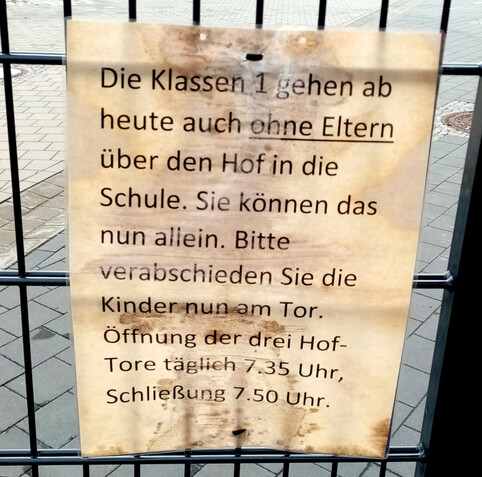 Die Klassen 1 gehen ab
heute auch ohne Eltern
über den Hof in die
Schule. Sie können das
nun allein. Bitte
verabschieden Sie die
Kinder nun am Tor.
Öffnung der drei Hof-
Tore täglich 7.35 Uhr,
Schließung 7.50 Uhr.